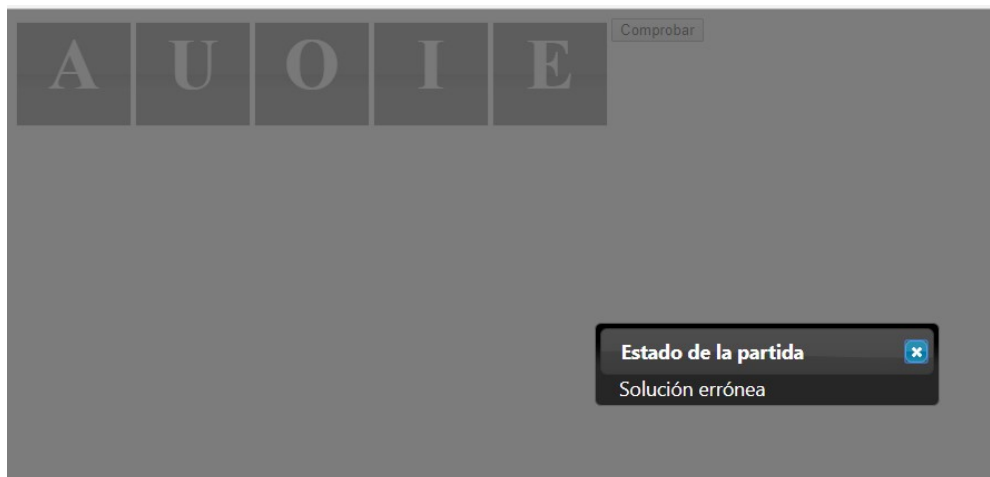 A U O I E Comprobar
Estado de la partida
Solución errónea